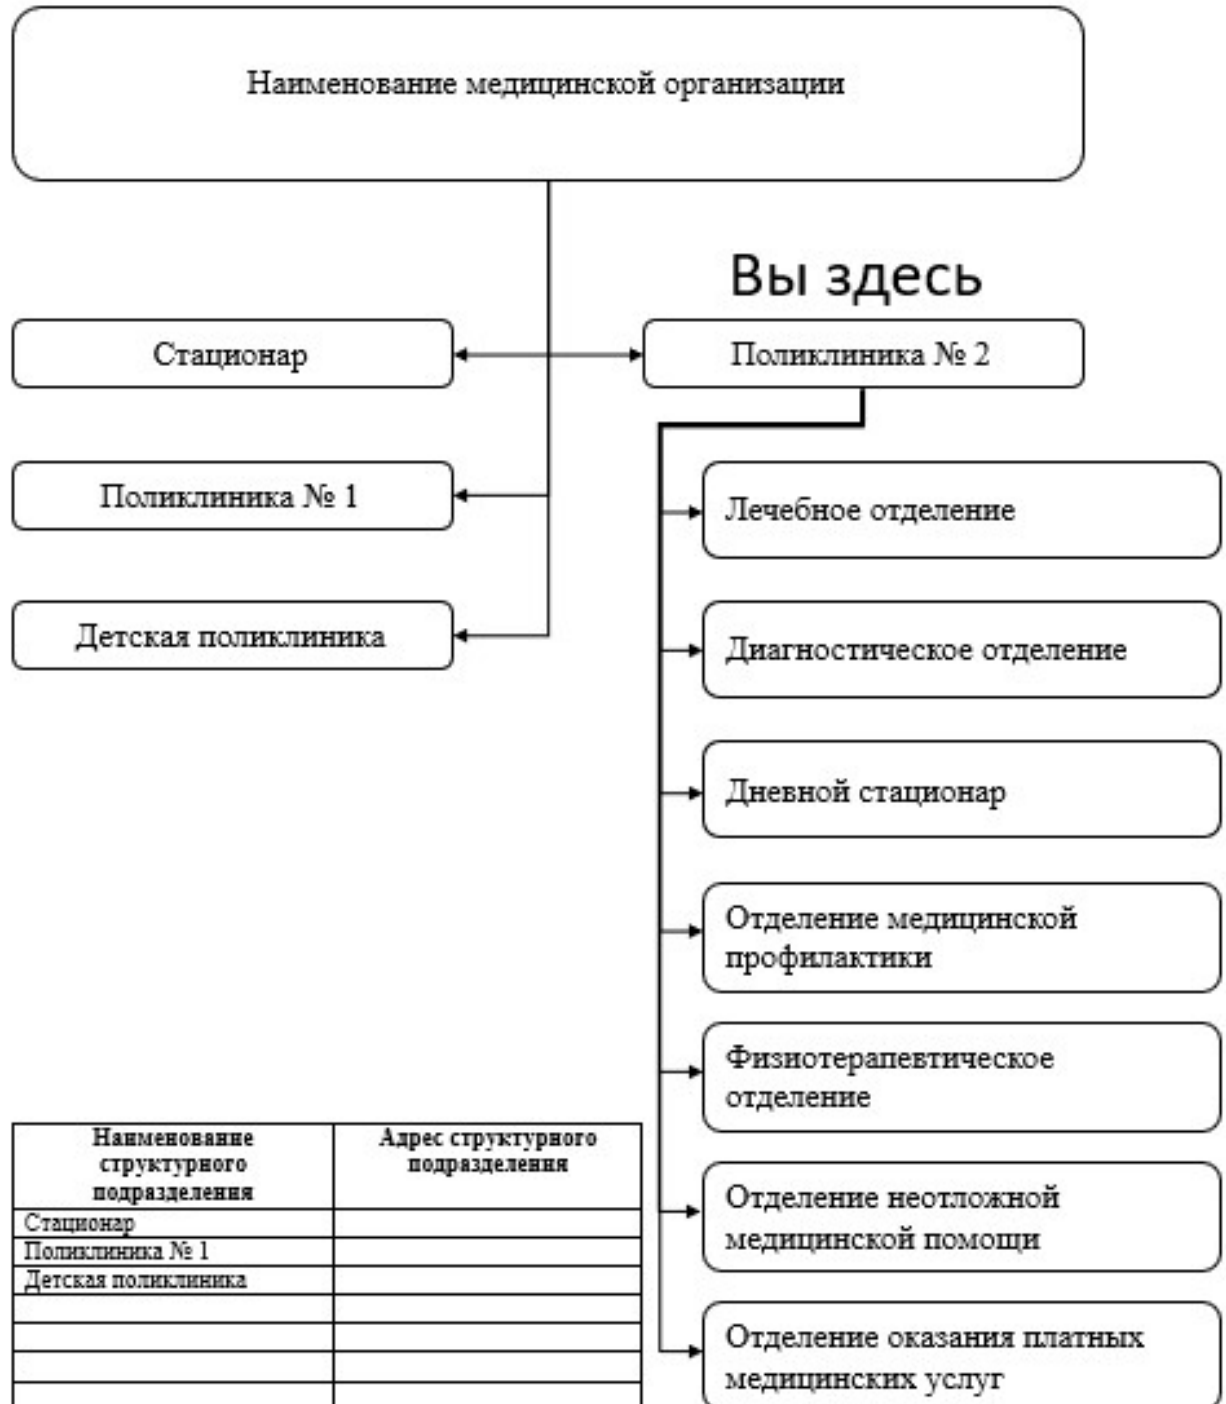 Наименование медицинской организации
Вы здесь
Стационар
Поликлиника № 2
Поликлиника № 1
Детская поликлиника
Лечебное отделение
Диагностическое отделение
Дневной стационар
Отделение медицинской
профилактики
Физиотерапевтическое
отделение
Отделение неотложной
медицинской помощи
Отделение оказания платных
медицинских услуг
Наименование
структурного
подразделения
Адрес структурного
подразделения
Стационар
Поликлиника № 1
Детская поликлиника